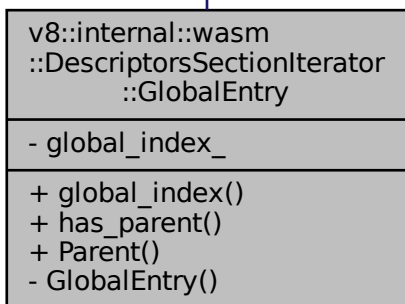 v8::internal::wasm
::DescriptorsSectionIterator
::GlobalEntry
- global_index_
+ global_index()
+ has_parent()
+ Parent()
- GlobalEntry()